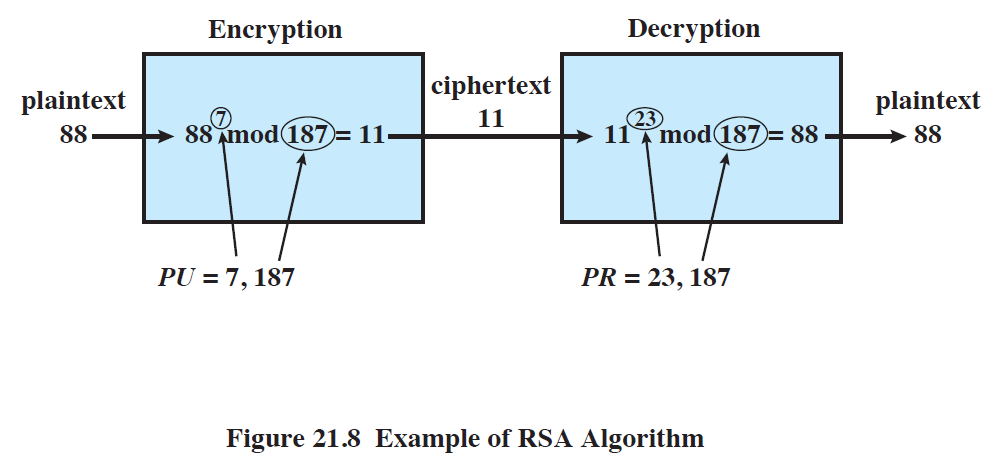 Encryption
Decryption
plaintext
88
88^7 mod 187 = 11
ciphertext
11
11^23 mod 187 = 88
plaintext
88
PU = 7, 187
PR = 23, 187
Figure 21.8 Example of RSA Algorithm